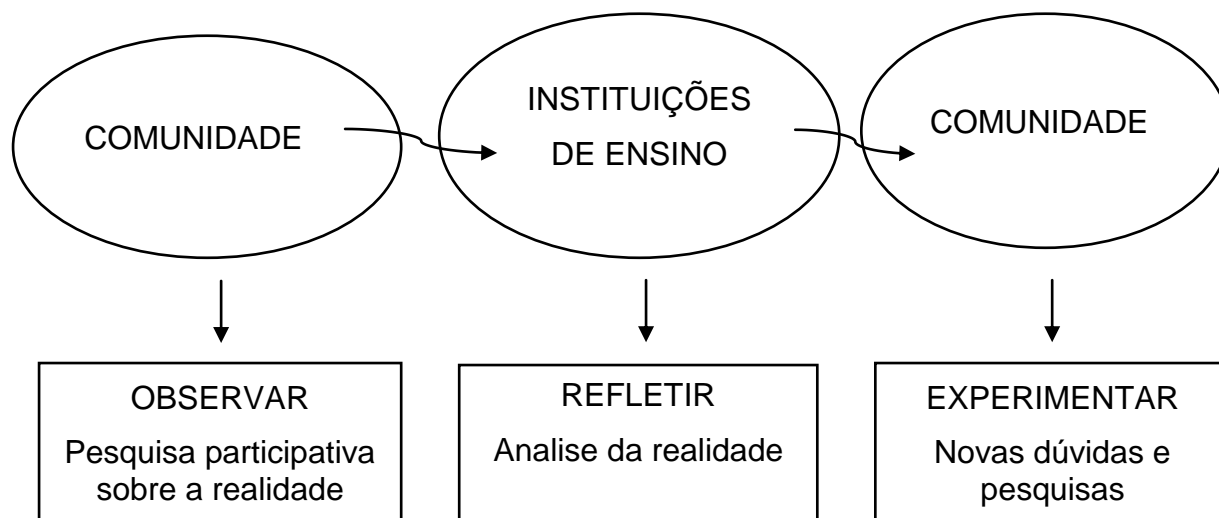 COMUNIDADE
INSTITUIÇÕES
DE ENSINO
COMUNIDADE
OBSERVAR
Pesquisa participativa
sobre a realidade
REFLETIR
Analise da realidade
EXPERIMENTAR
Novas dúvidas e
pesquisas